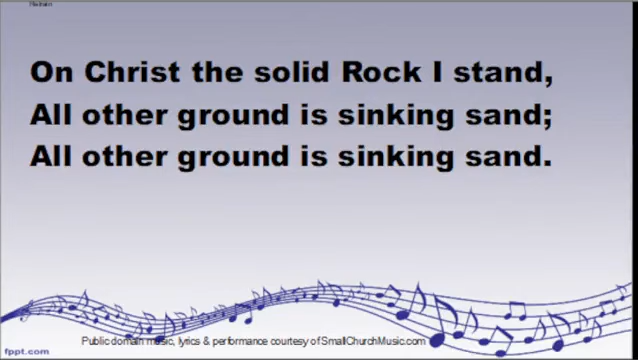 Refrain:
On Christ the solid Rock I stand,
All other ground is sinking sand;
All other ground is sinking sand.
Public domain music, lyrics & performance courtesy of SmallChurchMusic.com
fppt.com